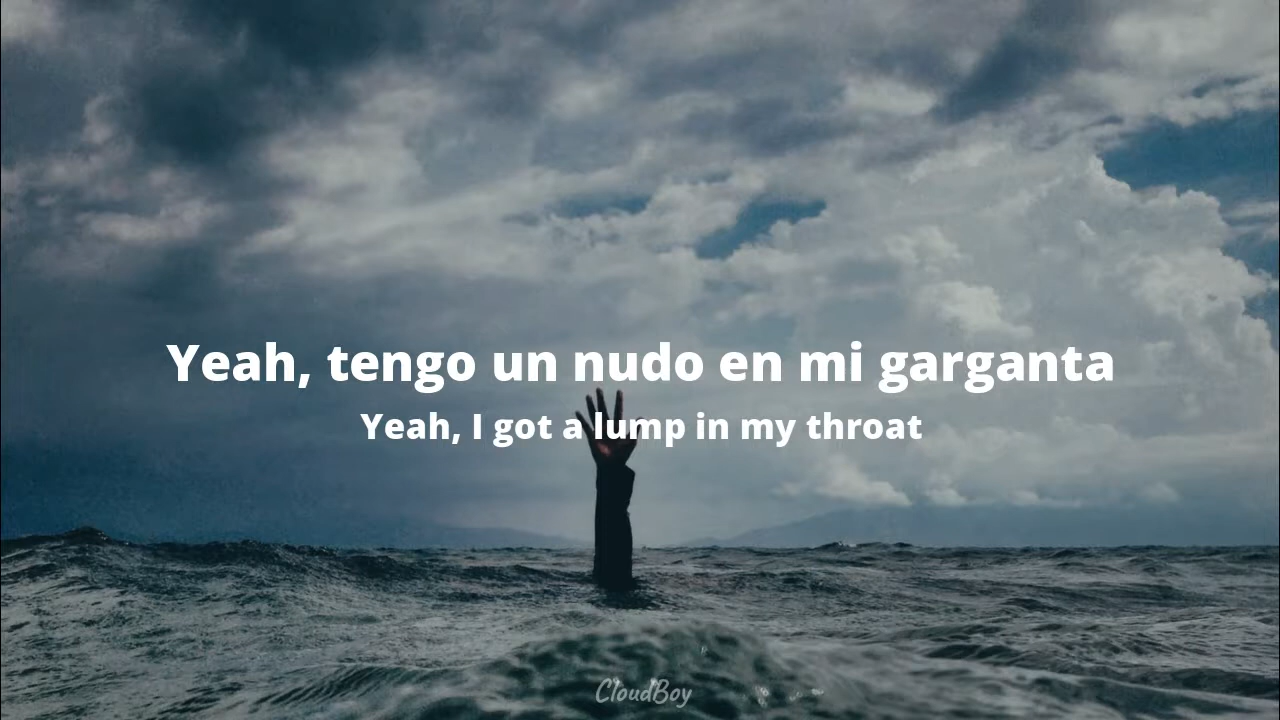 Yeah, tengo un nudo en mi garganta
Yeah, I got a lump in my throat
CloudBoy